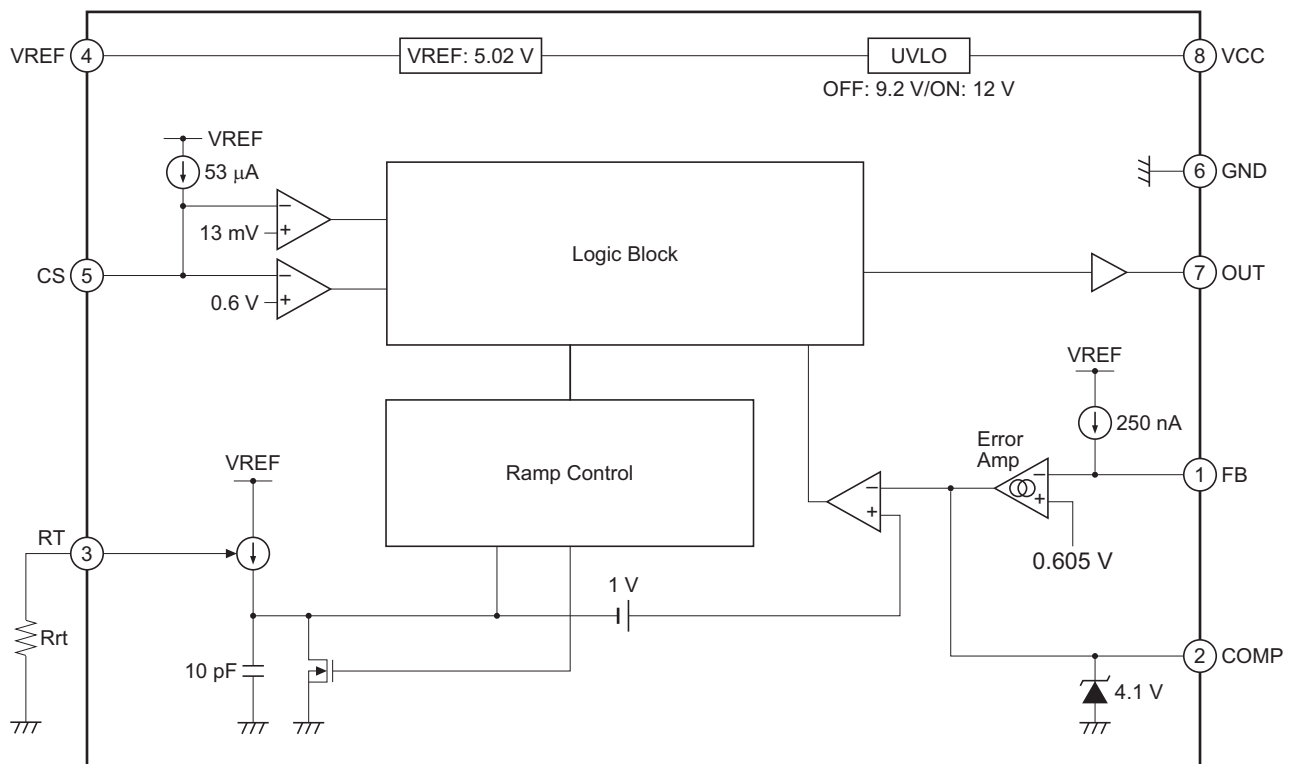 VREF 4 VREF: 5.02 V UVLO 8 VCC
OFF: 9.2 V/ON: 12 V
VREF
53 μA
6 GND
−
13 mV +
Logic Block
CS 5 − 7 OUT
0.6 V +
VREF
250 nA
Error
Amp
VREF
Ramp Control
− − 1 FB
+ +
RT
3
0.605 V
1 V
Rrt
10 pF
2 COMP
4.1 V